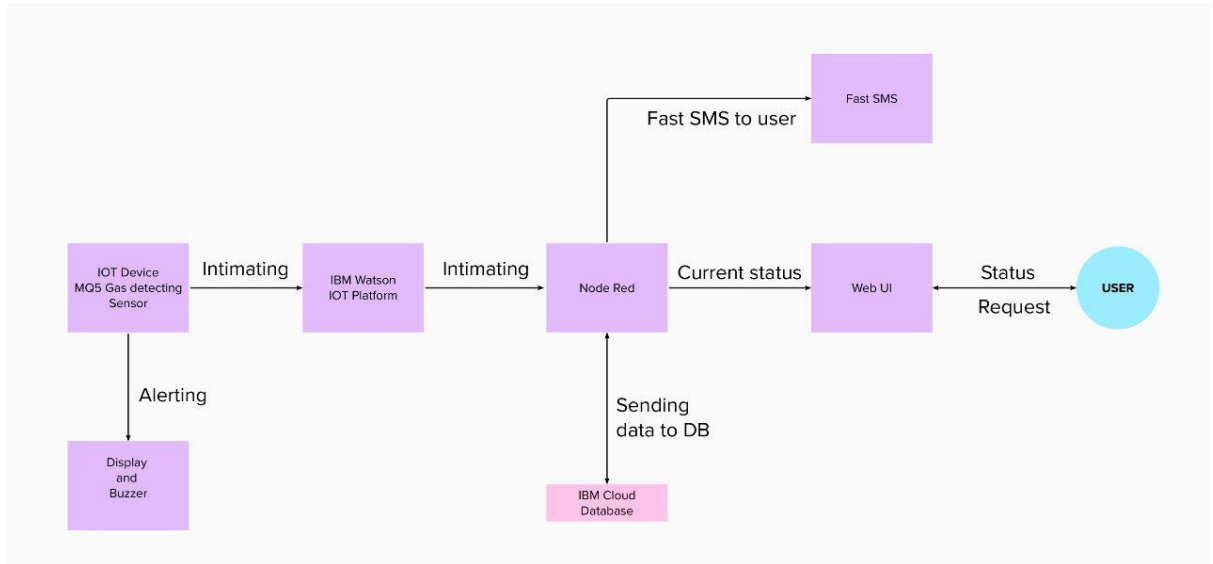 Fast SMS
Fast SMS to user
IOT Device
MQ5 Gas detecting
Sensor
Intimating
IBM Watson
IOT Platform
Intimating
Node Red
Current status
Web UI
Status
Request
USER
Alerting
Sending
data to DB
Display
and
Buzzer
IBM Cloud
Database